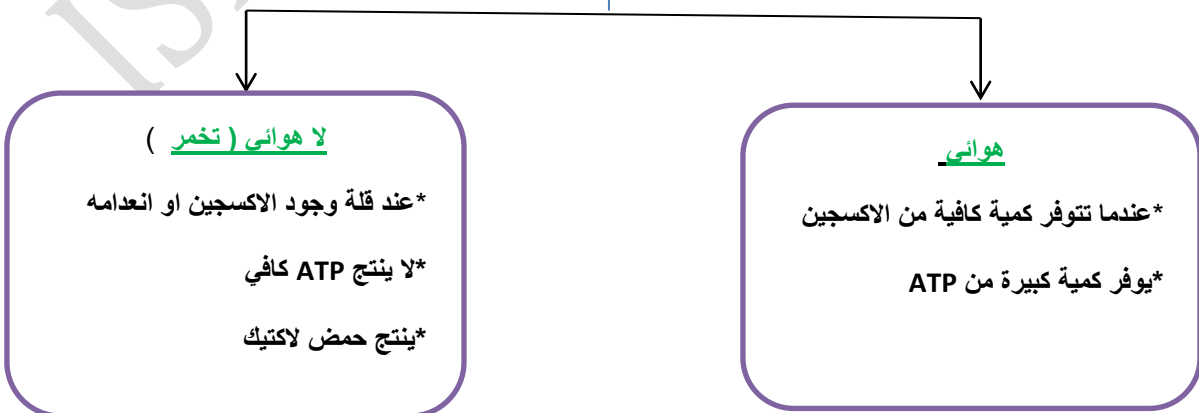 هوائي
*عندما تتوفر كمية كافية من الاكسجين
*يوفر كمية كبيرة من ATP
لا هوائي ( تخمر )
*عند قلة وجود الاكسجين او انعدامه
*لا ينتج ATP كافي
*ينتج حمض لاكتيك